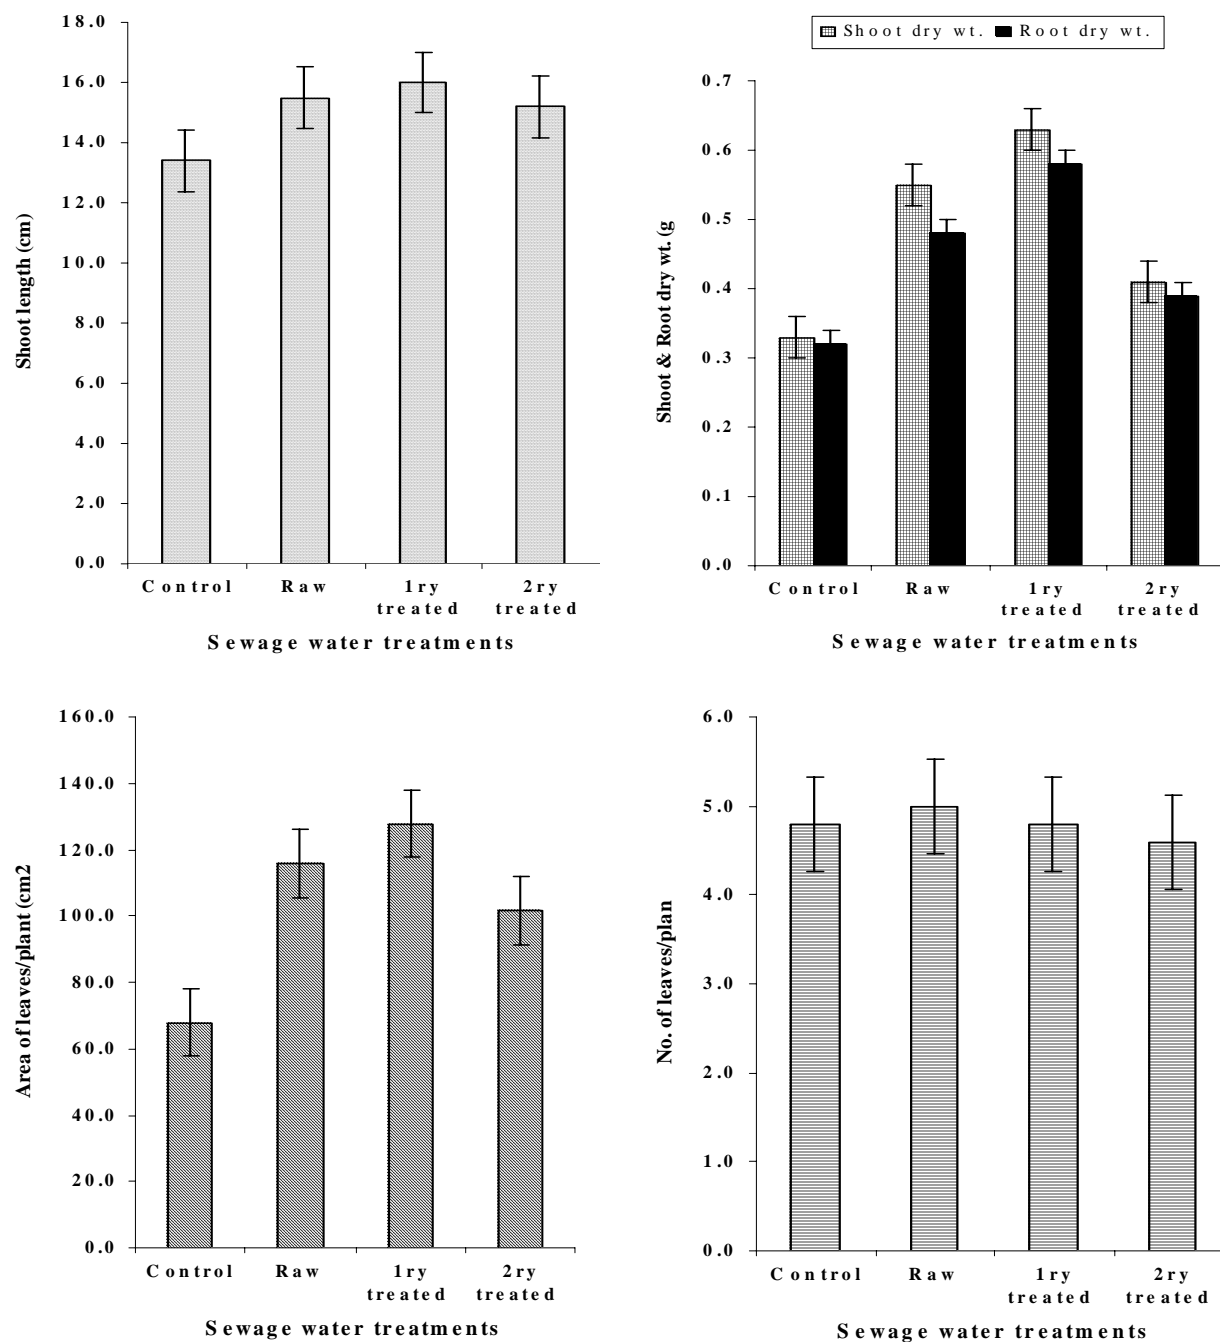 18.0
16.0
14.0
12.0
10.0
8.0
6.0
4.0
2.0
0.0
Shoot length (cm)
Control Raw 1ry treated 2ry treated
Sewage water treatments
Shoot dry wt. Root dry wt.
0.7
0.6
0.5
0.4
0.3
0.2
0.1
0.0
Shoot & Root dry wt. (g
Control Raw 1ry treated 2ry treated
Sewage water treatments
160.0
140.0
120.0
100.0
80.0
60.0
40.0
20.0
0.0
Area of leaves/plant (cm2
Control Raw 1ry treated 2ry treated
Sewage water treatments
6.0
5.0
4.0
3.0
2.0
1.0
0.0
No. of leaves/plan
Control Raw 1ry treated 2ry treated
Sewage water treatments